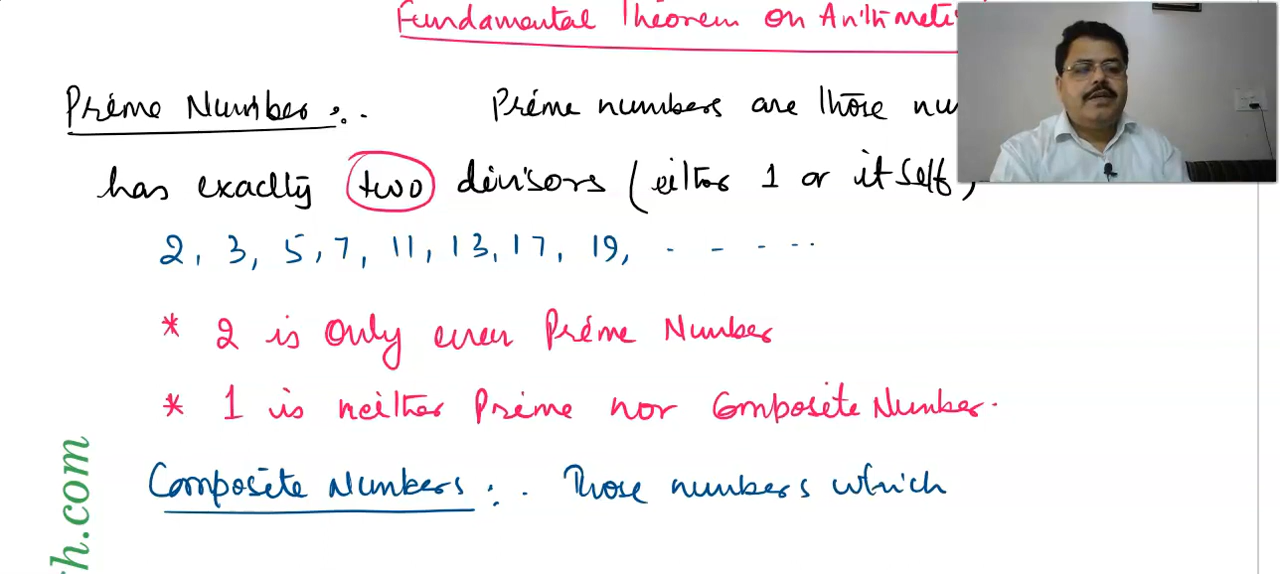 Fundamental Theorem on Arithmeti
Prime Number :. Prime numbers are those nu
has exactly two divisors (either 1 or itself)
2, 3, 5, 7, 11, 13, 17, 19, - - - --
* 2 is only even Prime Number
* 1 is neither Prime nor Composite Number.
Composite Numbers :. Those numbers which
h.com